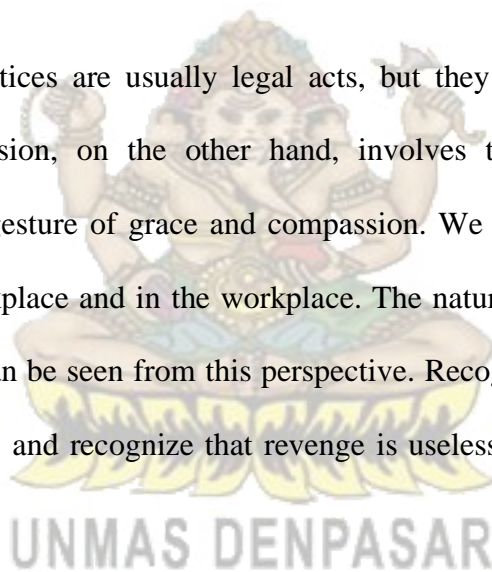 tices are usually legal acts, but they
sion, on the other hand, involves t
gesture of grace and compassion. We
place and in the workplace. The natur
n be seen from this perspective. Recog
and recognize that revenge is useless
UNMAS DENPASAR